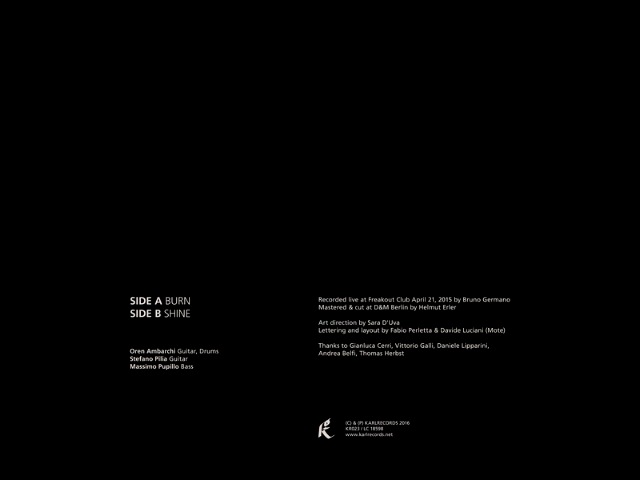 SIDE A BURN
SIDE B SHINE
Oren Ambarchi Guitar, Drums
Stefano Pilia Guitar
Massimo Pupillo Bass
Recorded live at Freakout Club April 21, 2015 by Bruno Germano
Mastered & cut at D&M Berlin by Helmut Erler
Art direction by Sara D'Uva
Lettering and layout by Fabio Perletta & Davide Luciani (Mote)
Thanks to Gianluca Cerri, Vittorio Galli, Daniele Lipparini,
Andrea Belfi, Thomas Herbst
(C) & (P) KARLRECORDS 2016
KR023 / LC 18998
www.karlrecords.net